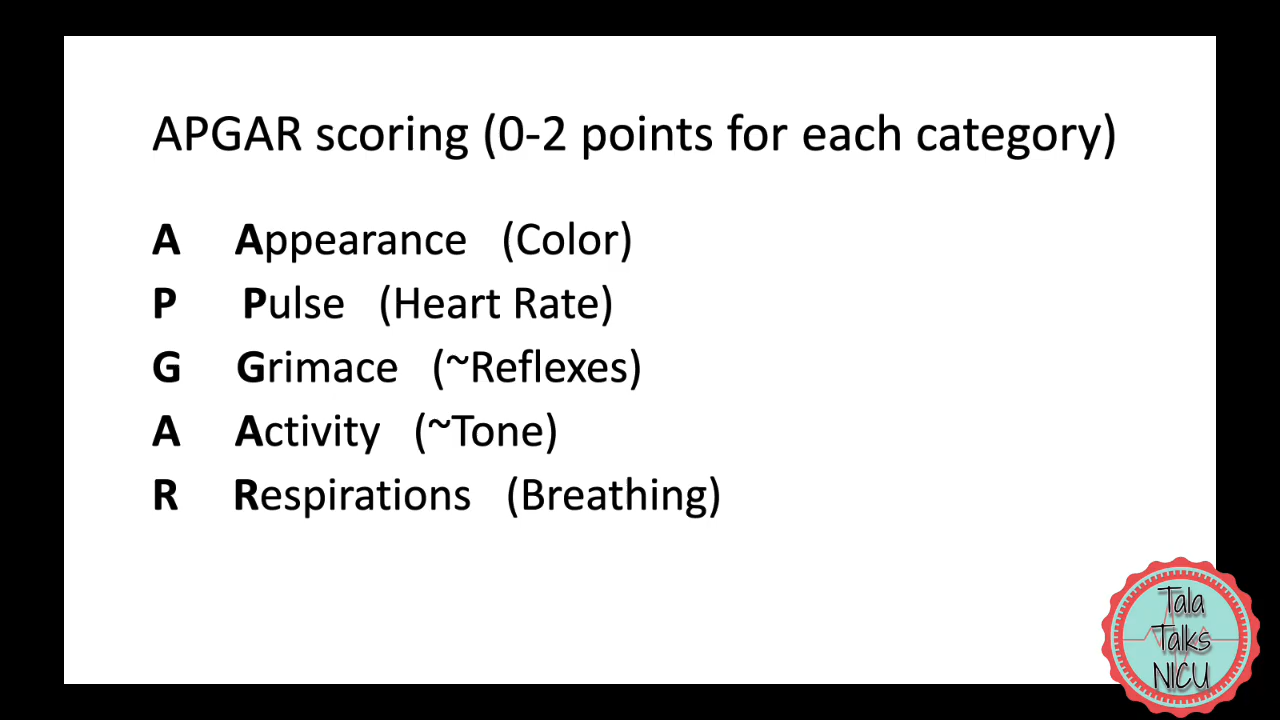 APGAR scoring (0-2 points for each category)
A Appearance (Color)
P Pulse (Heart Rate)
G Grimace (~Reflexes)
A Activity (~Tone)
R Respirations (Breathing)
Tala
Talks
NICU